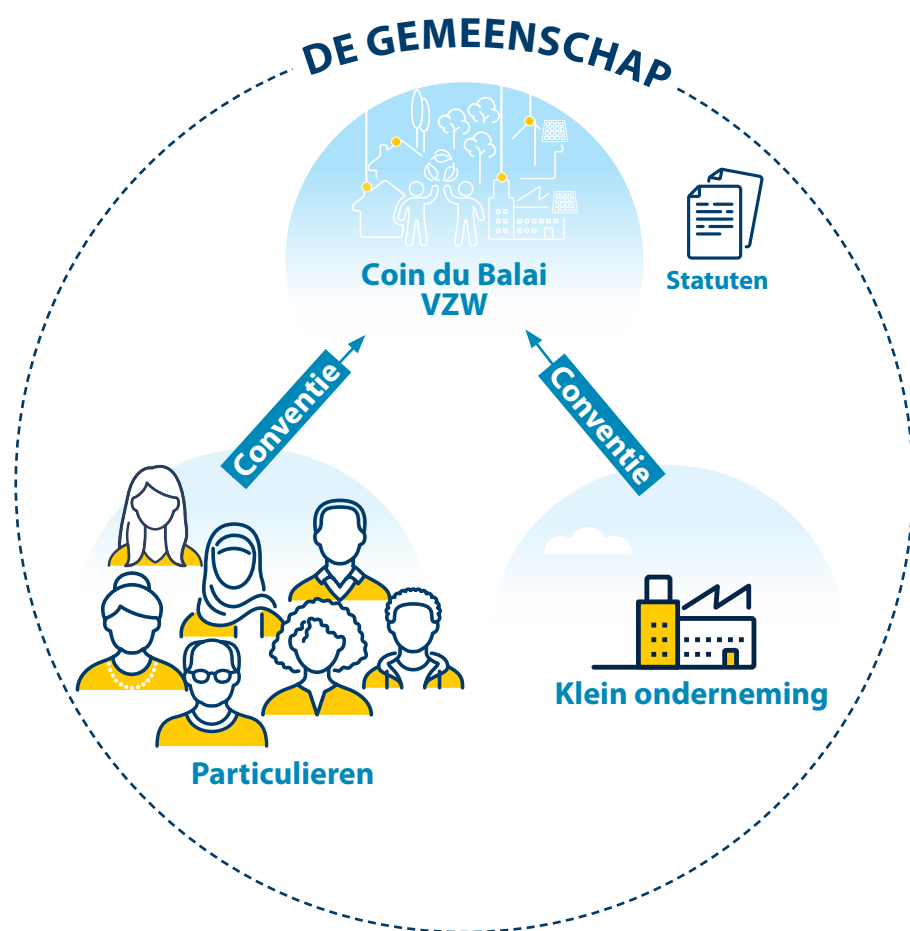 DE GEMEENSCHAP
Coin du Balai
VZW
Statuten
Conventie
Conventie
Particulieren
Klein onderneming